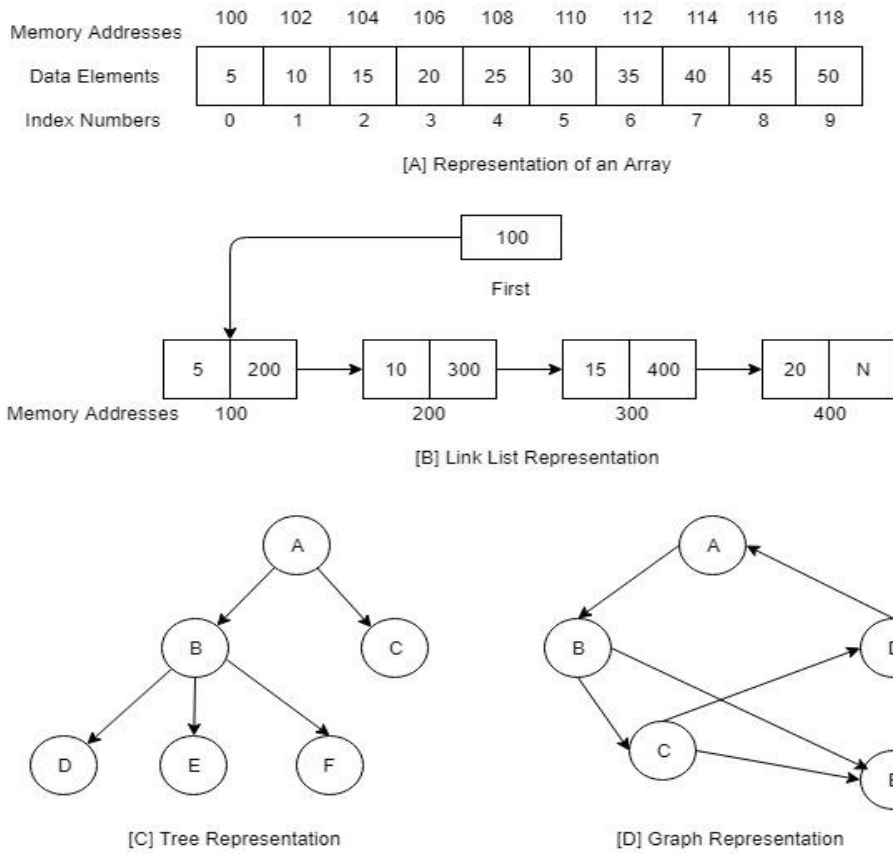 100 102 104 106 108 110 112 114 116 118
Memory Addresses
Data Elements 5 10 15 20 25 30 35 40 45 50
Index Numbers 0 1 2 3 4 5 6 7 8 9
[A] Representation of an Array
100
First
5 200 10 300 15 400 20 N
Memory Addresses 100 200 300 400
[B] Link List Representation
A A
B C B D
C
D E F E
[C] Tree Representation [D] Graph Representation